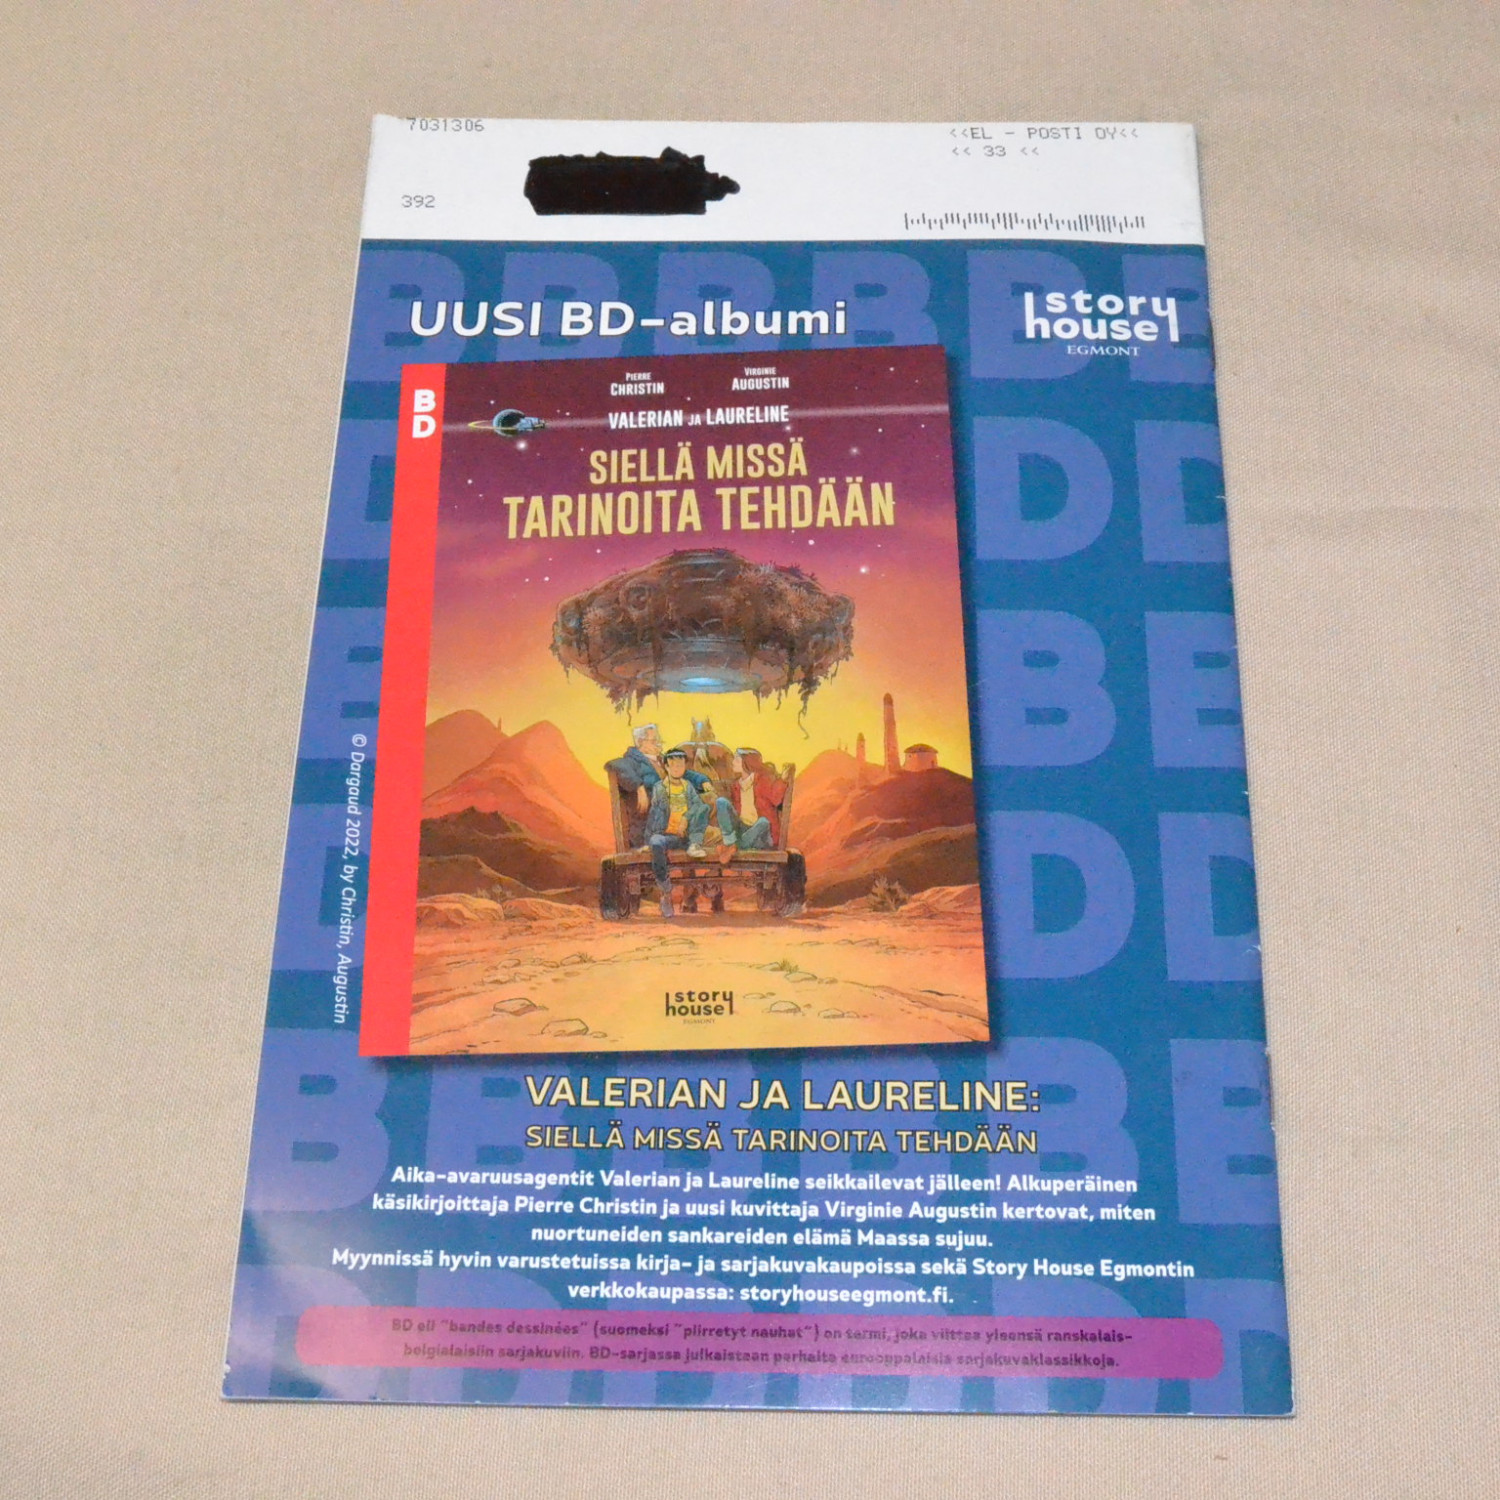 7031306
<<EL - POSTI OY<<
<< 33 <<
392
UUSI BD-albumi
story
house
EGMONT
B
D
PIERRE
CHRISTIN
VIRGINIE
AUGUSTIN
VALERIAN JA LAURELINE
SIELLÄ MISSÄ
TARINOITA TEHDÄÄN
story
house
EGMONT
© Dargaud 2022, by Christin, Augustin
VALERIAN JA LAURELINE:
SIELLÄ MISSÄ TARINOITA TEHDÄÄN
Aika-avaruusagentit Valerian ja Laureline seikkailevat jälleen! Alkuperäinen
käsikirjoittaja Pierre Christin ja uusi kuvittaja Virginie Augustin kertovat, miten
nuortuneiden sankareiden elämä Maassa sujuu.
Myynnissä hyvin varustetuissa kirja- ja sarjakuvakaupoissa sekä Story House Egmontin
verkkokaupassa: storyhouseegmont.fi.
BD eli "bandes dessinées" (suomeksi "piirretyt nauhat") on termi, joka viittaa yleensä ranskalais-
belgialaisiin sarjakuviin. BD-sarjassa julkaistaan parhaita eurooppalaisia sarjakuvaklassikkoja.